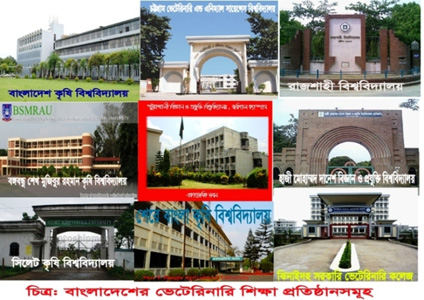 বাংলাদেশ কৃষি বিশ্ববিদ্যালয়
চট্টগ্রাম ভেটেরিনারি এন্ড এনিম্যাল সায়েন্স বিশ্ববিদ্যালয়
রাজশাহী বিশ্ববিদ্যালয়
BSMRAU
বঙ্গবন্ধু শেখ মুজিবুর রহমান কৃষি বিশ্ববিদ্যালয়
পটুয়াখালী বিজ্ঞান ও প্রযুক্তি বিশ্ববিদ্যালয়
হাজী মোহাম্মদ দানেশ বিজ্ঞান ও প্রযুক্তি বিশ্ববিদ্যালয়
সিলেট কৃষি বিশ্ববিদ্যালয়
শেরে বাংলা কৃষি বিশ্ববিদ্যালয়
ঝিনাইদহ সরকারি ভেটেরিনারি কলেজ
চিত্র: বাংলাদেশের ভেটেরিনারি শিক্ষা প্রতিষ্ঠানসমূহ